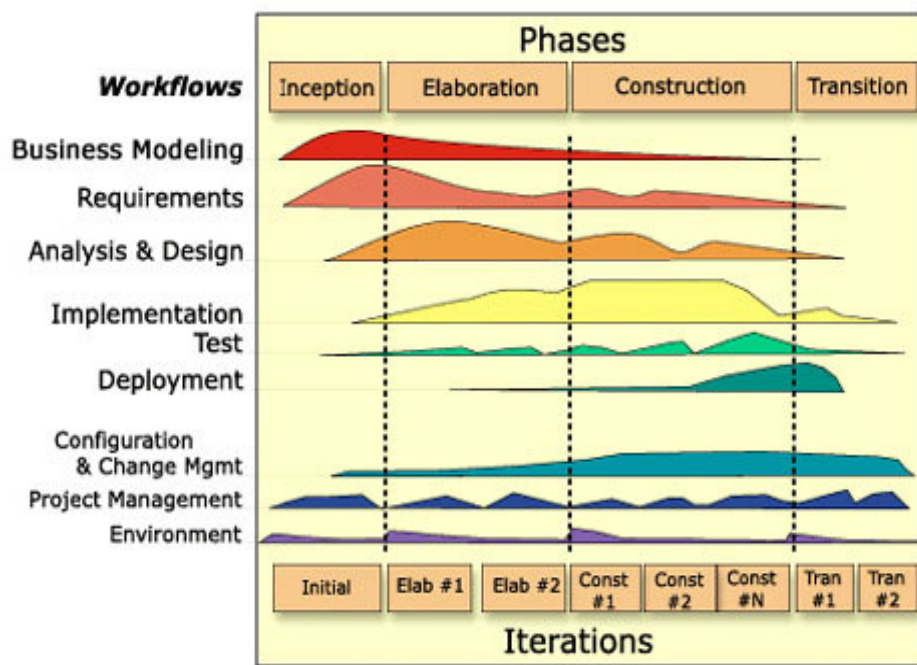 Phases
Workflows
Inception
Elaboration
Construction
Transition
Business Modeling
Requirements
Analysis & Design
Implementation
Test
Deployment
Configuration
& Change Mgmt
Project Management
Environment
Initial
Elab #1
Elab #2
Const
#1
Const
#2
Const
#N
Tran
#1
Tran
#2
Iterations